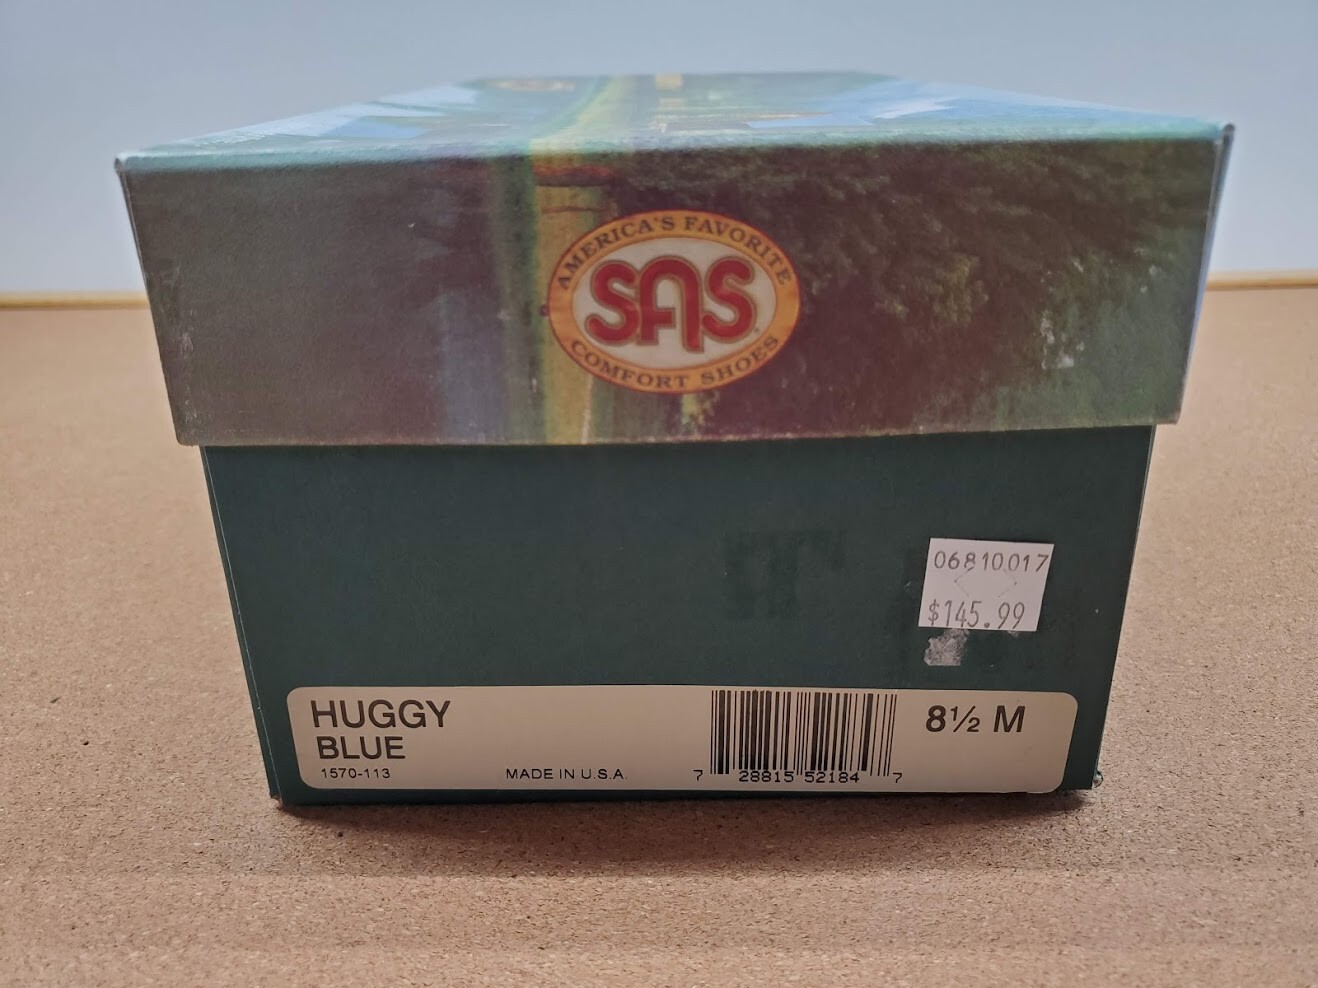 AMERICA'S FAVORITE
SAS
COMFORT SHOES
06810017
$145.99
HUGGY
BLUE
1570-113
MADE IN U.S.A.
7 28815 52184 7
8½ M